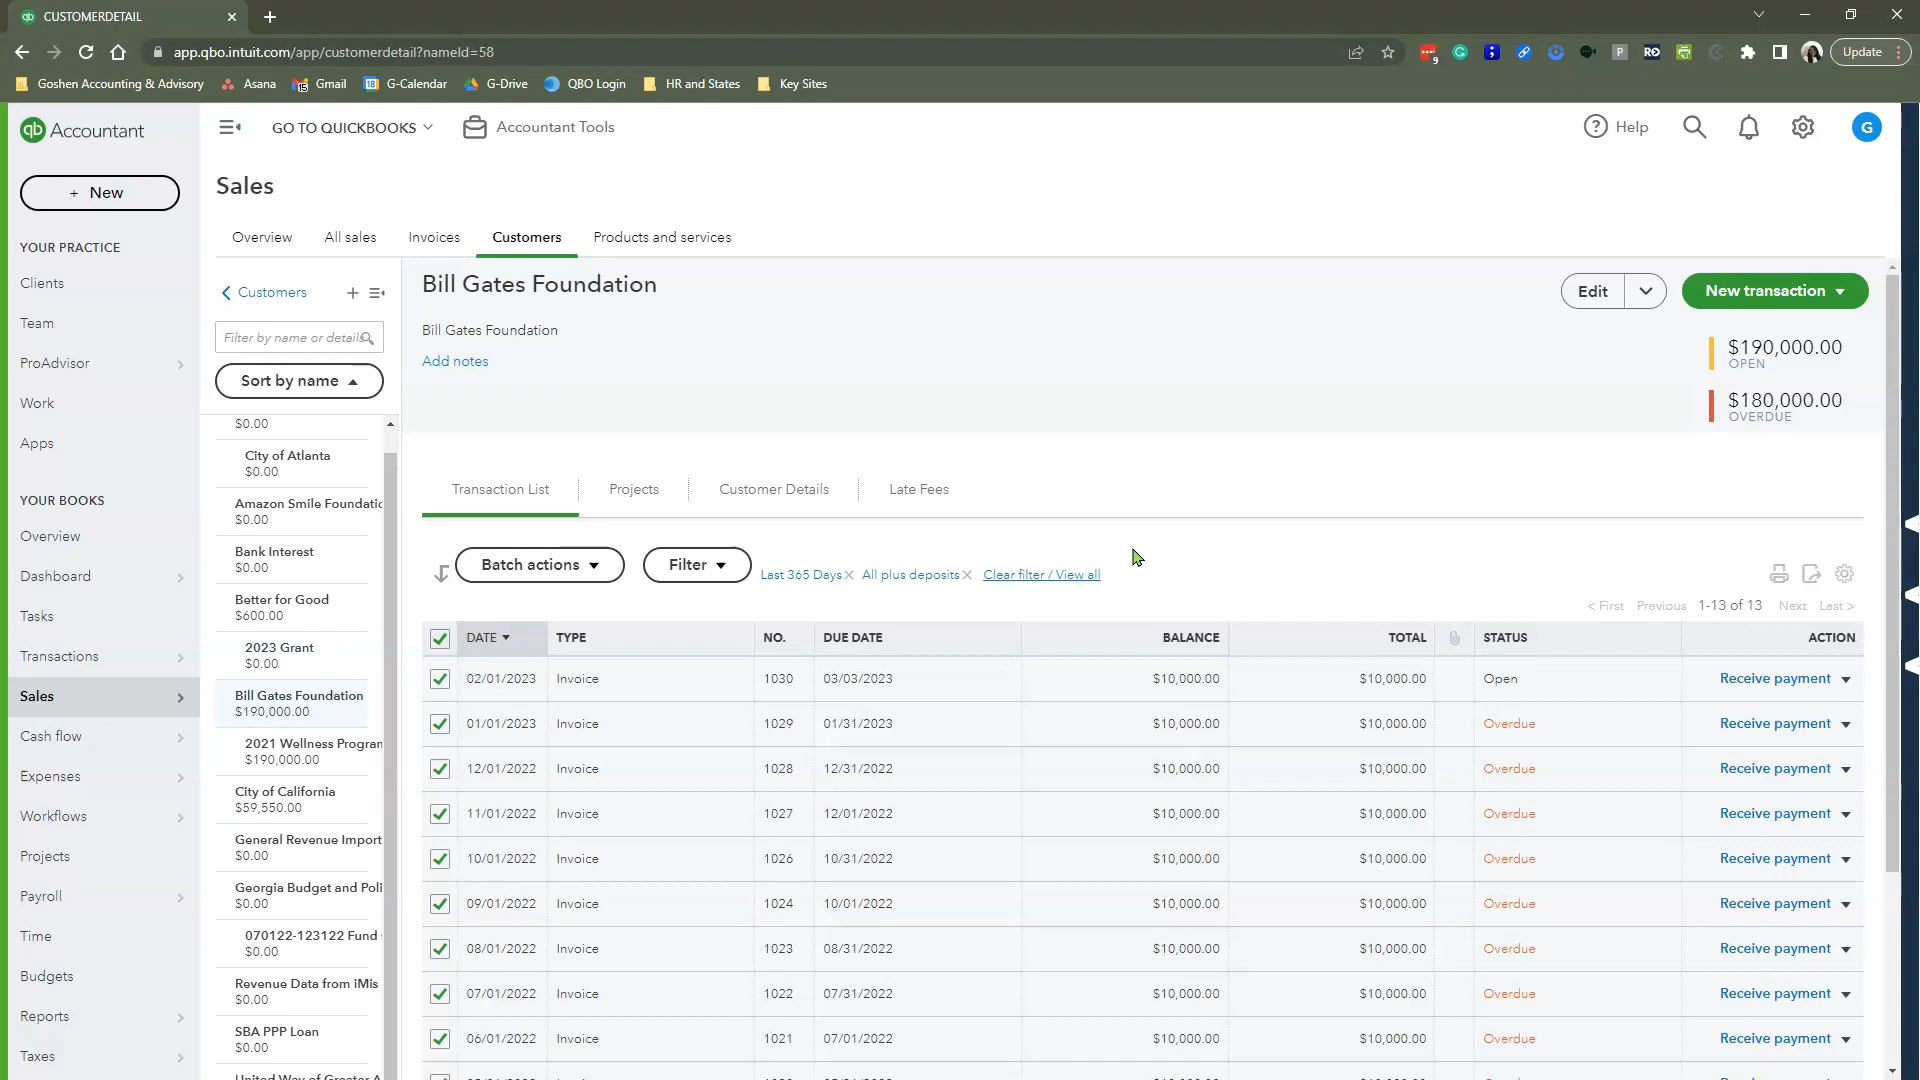 CUSTOMERDETAIL
app.qbo.intuit.com/app/customerdetail?nameId=58
9
P
RD
Update
Goshen Accounting & Advisory
Asana
15
Gmail
18
G-Calendar
G-Drive
QBO Login
HR and States
Key Sites
qb Accountant
GO TO QUICKBOOKS
Accountant Tools
? Help
G
+ New
YOUR PRACTICE
Clients
Team
ProAdvisor
Work
Apps
YOUR BOOKS
Overview
Dashboard
Tasks
Transactions
Sales
Cash flow
Expenses
Workflows
Projects
Payroll
Time
Budgets
Reports
Taxes
Sales
Overview
All sales
Invoices
Customers
Products and services
Customers
Filter by name or details
Sort by name
$0.00
City of Atlanta
$0.00
Amazon Smile Foundatic
$0.00
Bank Interest
$0.00
Better for Good
$600.00
2023 Grant
$0.00
Bill Gates Foundation
$190,000.00
2021 Wellness Program
$190,000.00
City of California
$59,550.00
General Revenue Import
$0.00
Georgia Budget and Poli
$0.00
070122-123122 Fund
$0.00
Revenue Data from iMis
$0.00
SBA PPP Loan
$0.00
Bill Gates Foundation
Bill Gates Foundation
Add notes
Edit
New transaction
$190,000.00
OPEN
$180,000.00
OVERDUE
Transaction List
Projects
Customer Details
Late Fees
Batch actions
Filter
Last 365 Days
All plus deposits
Clear filter / View all
< First Previous 1-13 of 13 Next Last >
DATE TYPE NO. DUE DATE BALANCE TOTAL STATUS ACTION
02/01/2023 Invoice 1030 03/03/2023 $10,000.00 $10,000.00 Open Receive payment
01/01/2023 Invoice 1029 01/31/2023 $10,000.00 $10,000.00 Overdue Receive payment
12/01/2022 Invoice 1028 12/31/2022 $10,000.00 $10,000.00 Overdue Receive payment
11/01/2022 Invoice 1027 12/01/2022 $10,000.00 $10,000.00 Overdue Receive payment
10/01/2022 Invoice 1026 10/31/2022 $10,000.00 $10,000.00 Overdue Receive payment
09/01/2022 Invoice 1024 10/01/2022 $10,000.00 $10,000.00 Overdue Receive payment
08/01/2022 Invoice 1023 08/31/2022 $10,000.00 $10,000.00 Overdue Receive payment
07/01/2022 Invoice 1022 07/31/2022 $10,000.00 $10,000.00 Overdue Receive payment
06/01/2022 Invoice 1021 07/01/2022 $10,000.00 $10,000.00 Overdue Receive payment